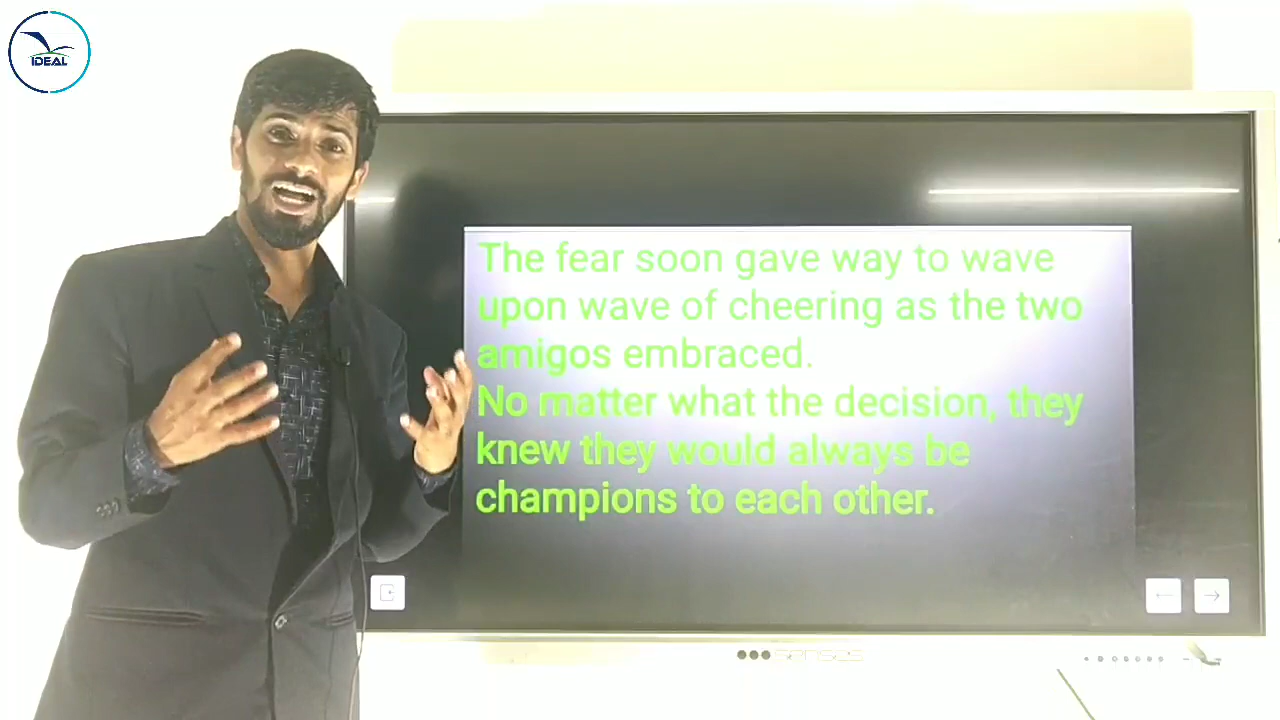 IDEAL
The fear soon gave way to wave
upon wave of cheering as the two
amigos embraced.
No matter what the decision, they
knew they would always be
champions to each other.